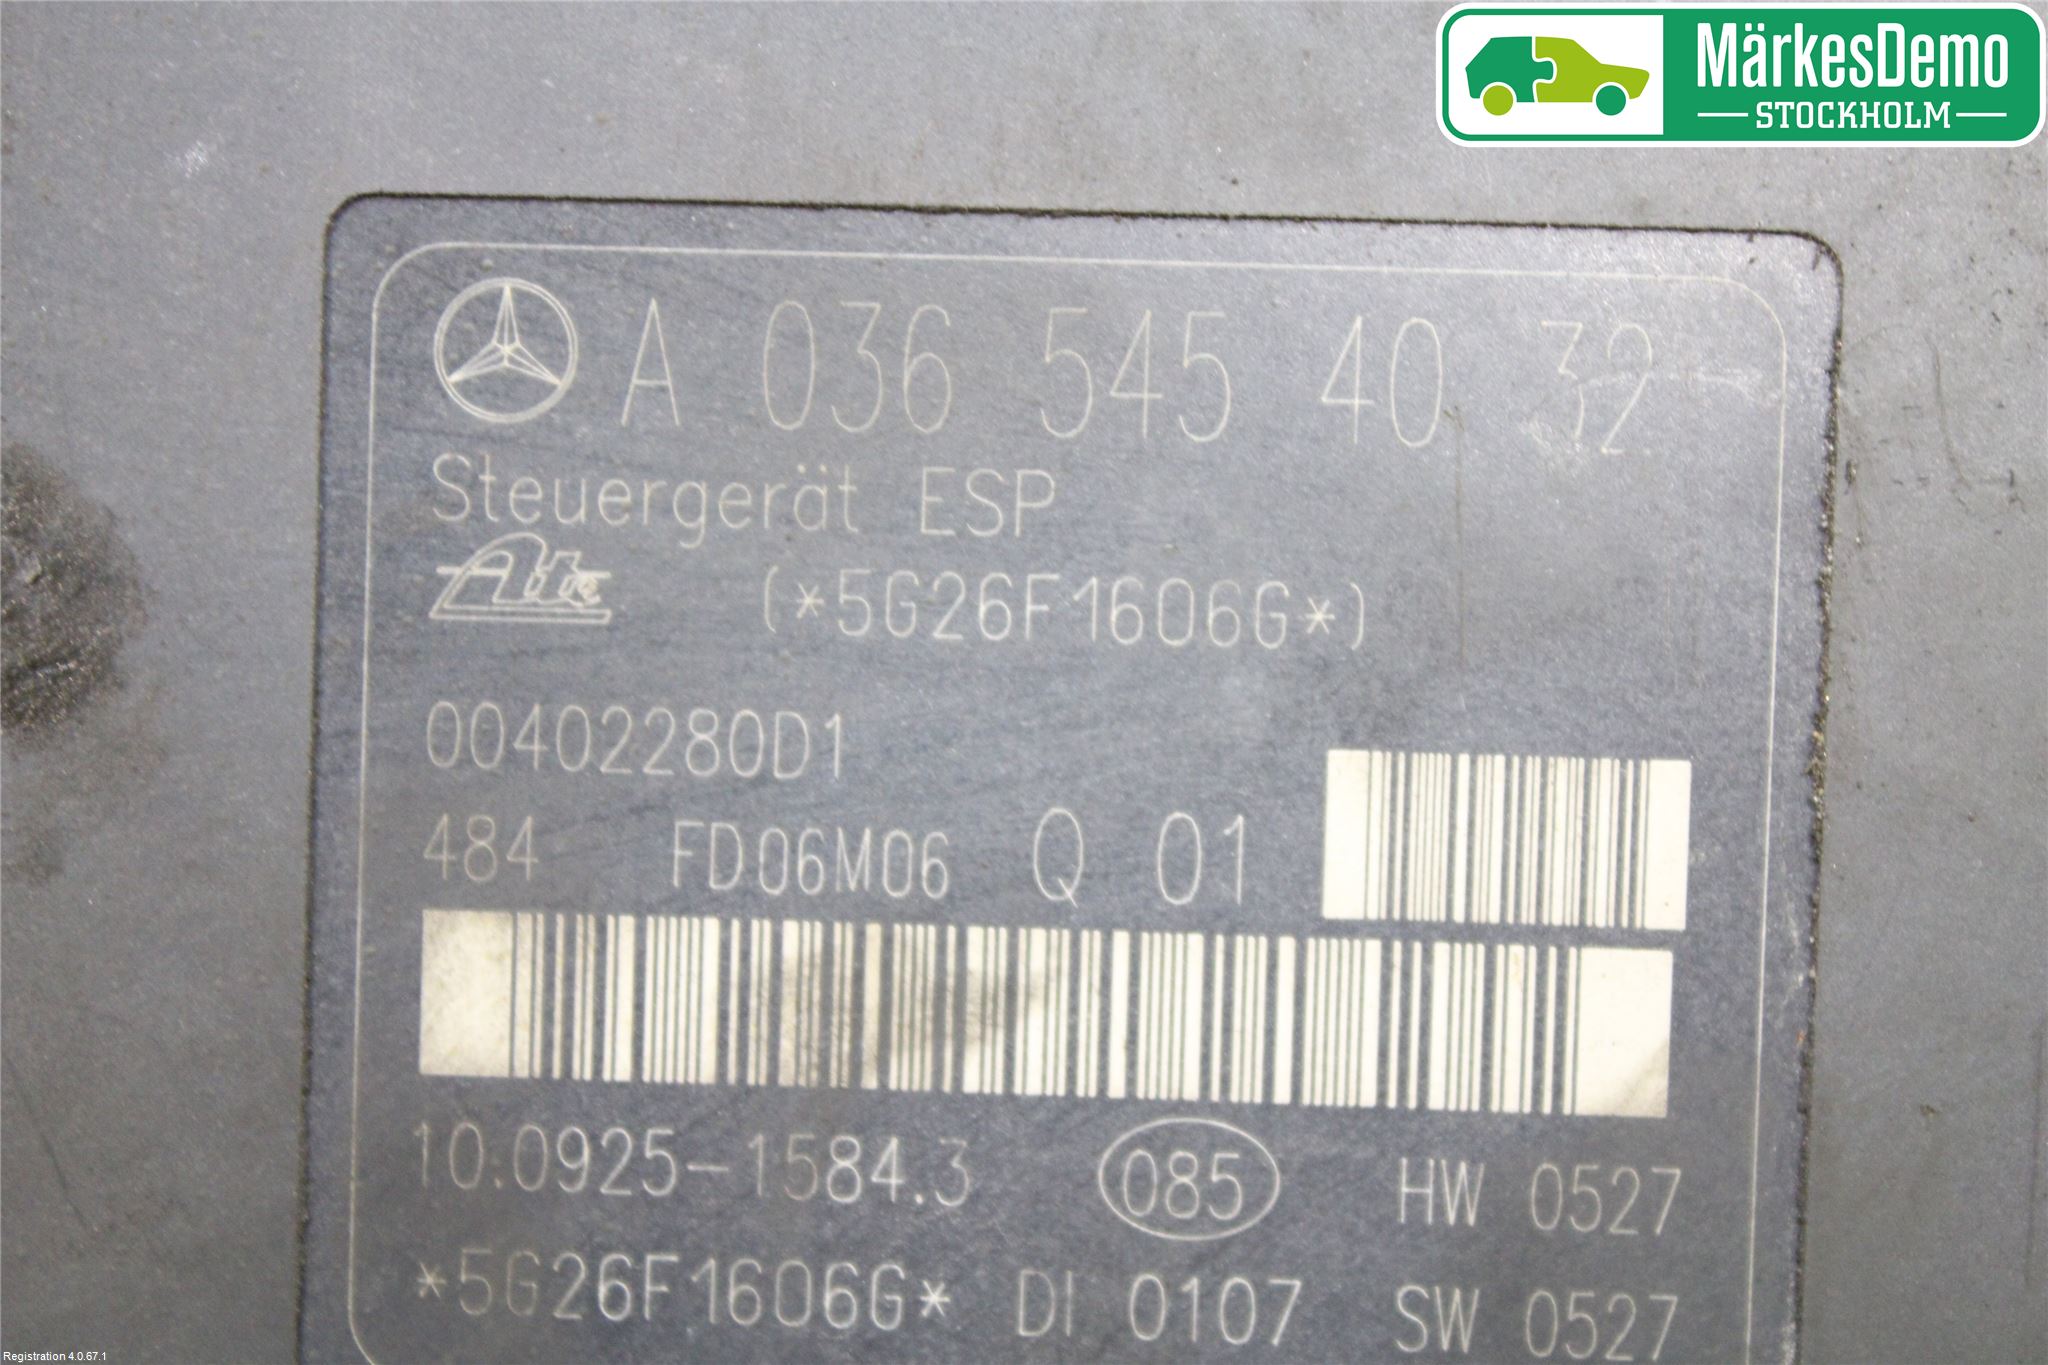 MärkesDemo
STOCKHOLM
A 036 545 40 32
Steuergerät ESP
Ate (*5G26F1606G*)
00402280D1
484 FD06M06 Q 01
10.0925-1584.3 085 HW 0527
*5G26F1606G* DI 0107 SW 0527
Registration 4.0.67.1